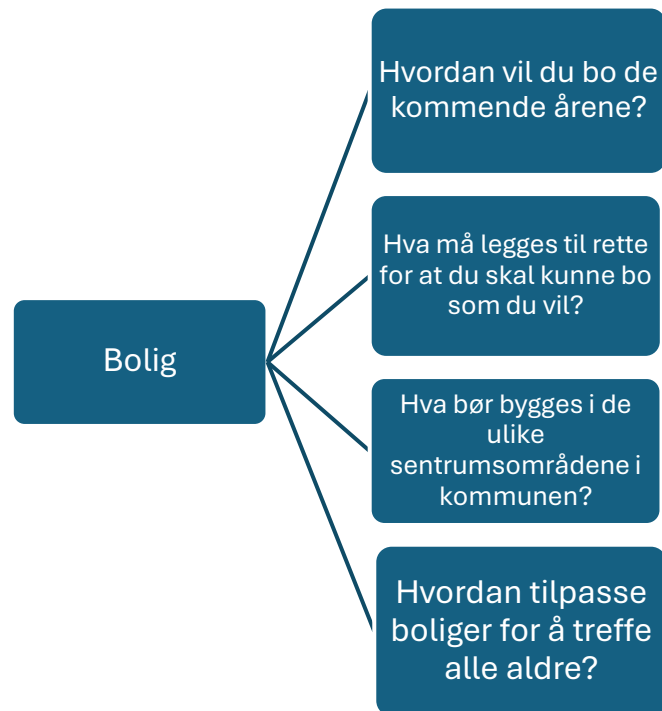 Hvordan vil du bo de
kommende årene?
Hva må legges til rette
for at du skal kunne bo
som du vil?
Bolig
Hva bør bygges i de
ulike
sentrumsområdene i
kommunen?
Hvordan tilpasse
boliger for å treffe
alle aldre?